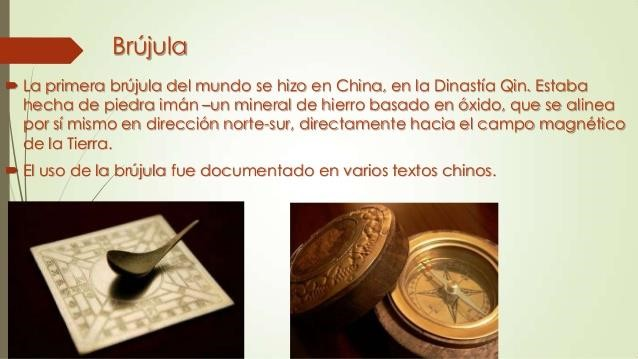 Brújula
La primera brújula del mundo se hizo en China, en la Dinastía Qin. Estaba
hecha de piedra imán –un mineral de hierro basado en óxido, que se alinea
por sí mismo en dirección norte-sur, directamente hacia el campo magnético
de la Tierra.
El uso de la brújula fue documentado en varios textos chinos.